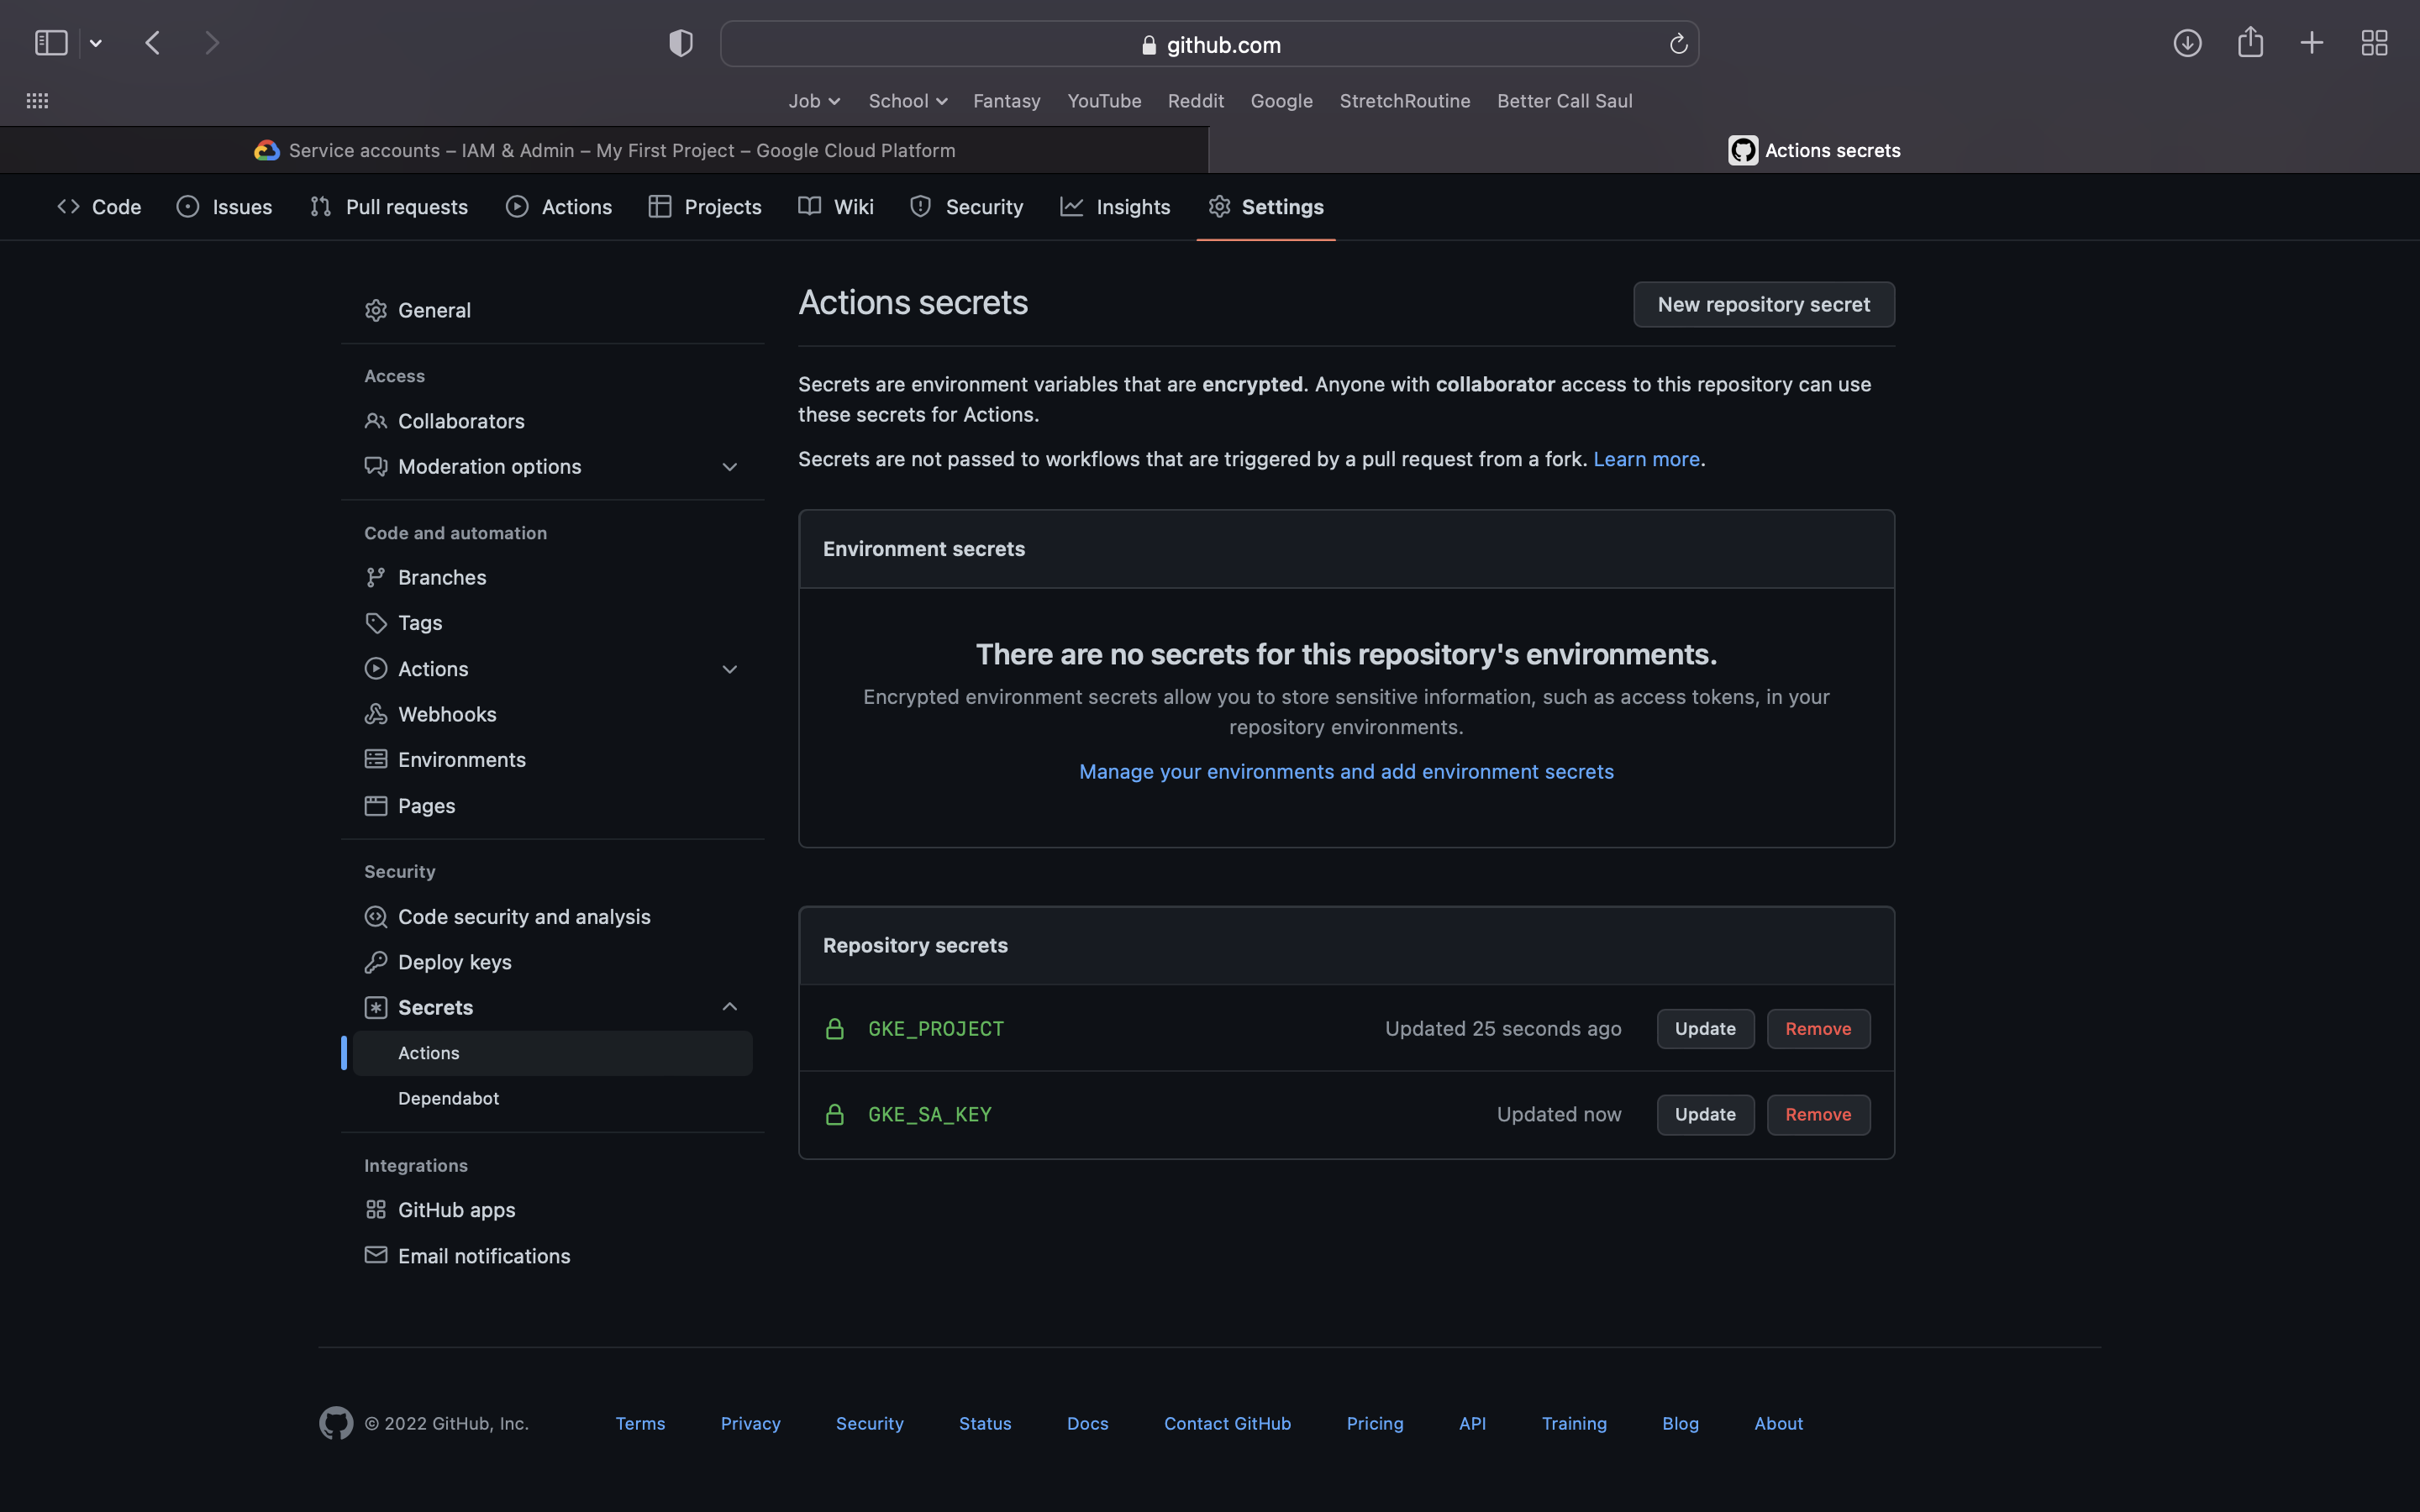 github.com
Job School Fantasy YouTube Reddit Google StretchRoutine Better Call Saul
Service accounts – IAM & Admin – My First Project – Google Cloud Platform
Actions secrets
Code Issues Pull requests Actions Projects Wiki Security Insights Settings
General
Access
Collaborators
Moderation options
Code and automation
Branches
Tags
Actions
Webhooks
Environments
Pages
Security
Code security and analysis
Deploy keys
Secrets
Actions
Dependabot
Integrations
GitHub apps
Email notifications
Actions secrets
New repository secret
Secrets are environment variables that are encrypted. Anyone with collaborator access to this repository can use
these secrets for Actions.
Secrets are not passed to workflows that are triggered by a pull request from a fork. Learn more.
Environment secrets
There are no secrets for this repository's environments.
Encrypted environment secrets allow you to store sensitive information, such as access tokens, in your
repository environments.
Manage your environments and add environment secrets
Repository secrets
GKE_PROJECT Updated 25 seconds ago Update Remove
GKE_SA_KEY Updated now Update Remove
© 2022 GitHub, Inc. Terms Privacy Security Status Docs Contact GitHub Pricing API Training Blog About